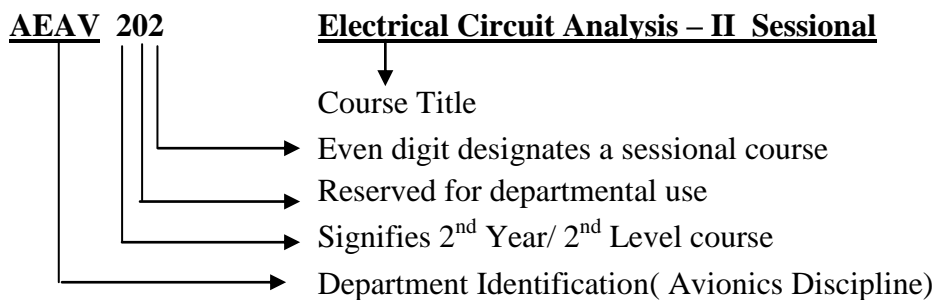 AEAV 202 Electrical Circuit Analysis – II Sessional
Course Title
Even digit designates a sessional course
Reserved for departmental use
Signifies 2nd Year/ 2nd Level course
Department Identification( Avionics Discipline)